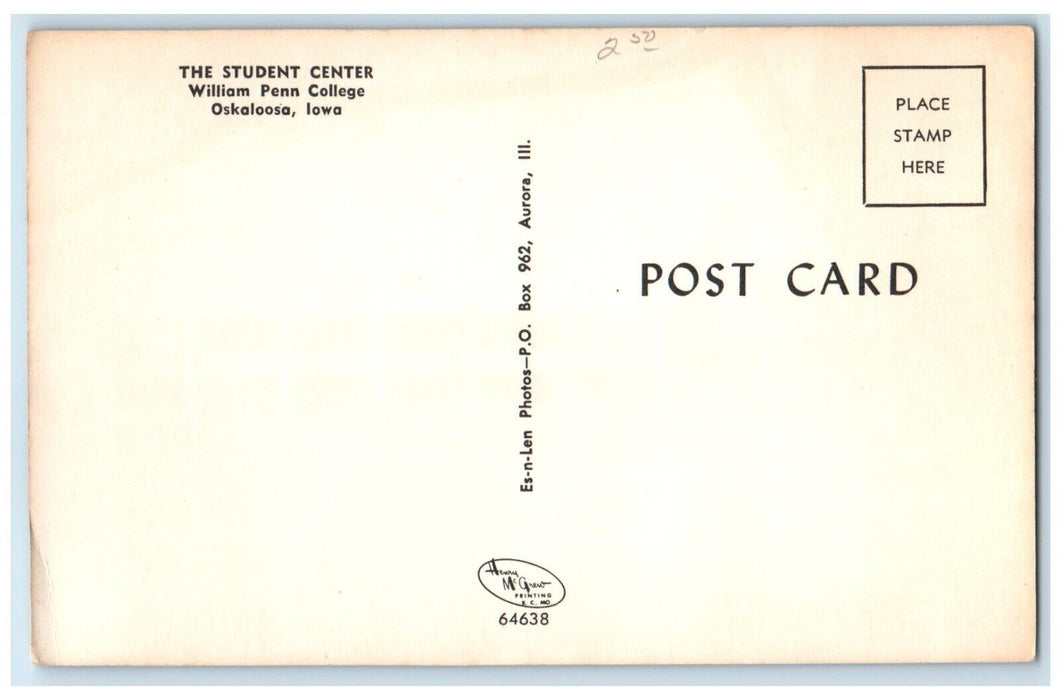 2 50
THE STUDENT CENTER
William Penn College
Oskaloosa, Iowa
Es-n-Len Photos—P.O. Box 962, Aurora, Ill.
PLACE
STAMP
HERE
POST CARD
Henry
McGrew
PRINTING
K. C. MO
64638